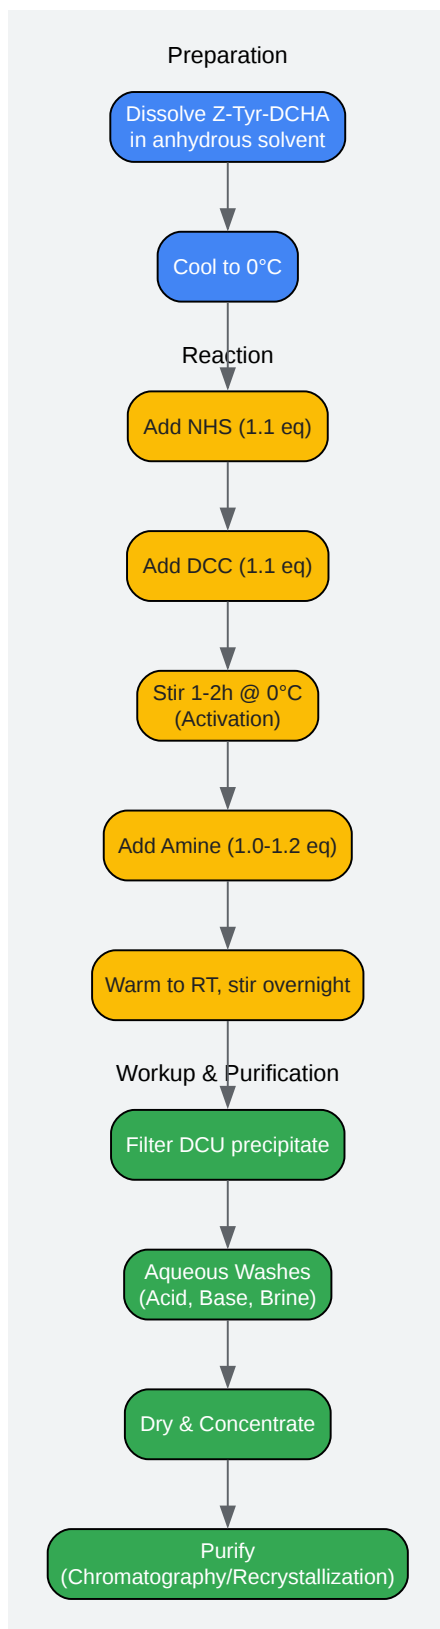 Preparation
Dissolve Z-Tyr-DCHA
in anhydrous solvent
Cool to 0°C
Reaction
Add NHS (1.1 eq)
Add DCC (1.1 eq)
Stir 1-2h @ 0°C
(Activation)
Add Amine (1.0-1.2 eq)
Warm to RT, stir overnight
Workup & Purification
Filter DCU precipitate
Aqueous Washes
(Acid, Base, Brine)
Dry & Concentrate
Purify
(Chromatography/Recrystallization)